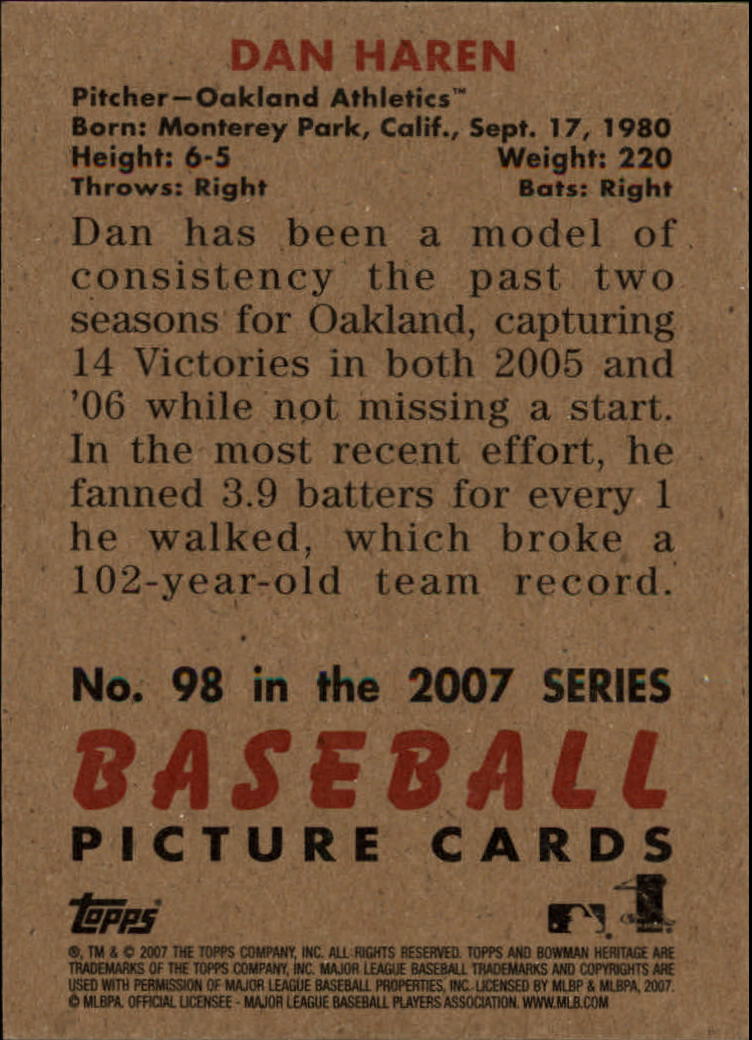 DAN HAREN
Pitcher—Oakland Athletics™
Born: Monterey Park, Calif., Sept. 17, 1980
Height: 6-5 Weight: 220
Throws: Right Bats: Right
Dan has been a model of
consistency the past two
seasons for Oakland, capturing
14 Victories in both 2005 and
'06 while not missing a start.
In the most recent effort, he
fanned 3.9 batters for every 1
he walked, which broke a
102-year-old team record.
No. 98 in the 2007 SERIES
BASEBALL
PICTURE CARDS
topps
®, TM & © 2007 THE TOPPS COMPANY, INC. ALL RIGHTS RESERVED. TOPPS AND BOWMAN HERITAGE ARE
TRADEMARKS OF THE TOPPS COMPANY, INC. MAJOR LEAGUE BASEBALL TRADEMARKS AND COPYRIGHTS ARE
USED WITH PERMISSION OF MAJOR LEAGUE BASEBALL PROPERTIES, INC. LICENSED BY MLBP & MLBPA, 2007.
© MLBPA. OFFICIAL LICENSEE - MAJOR LEAGUE BASEBALL PLAYERS ASSOCIATION. WWW.MLB.COM